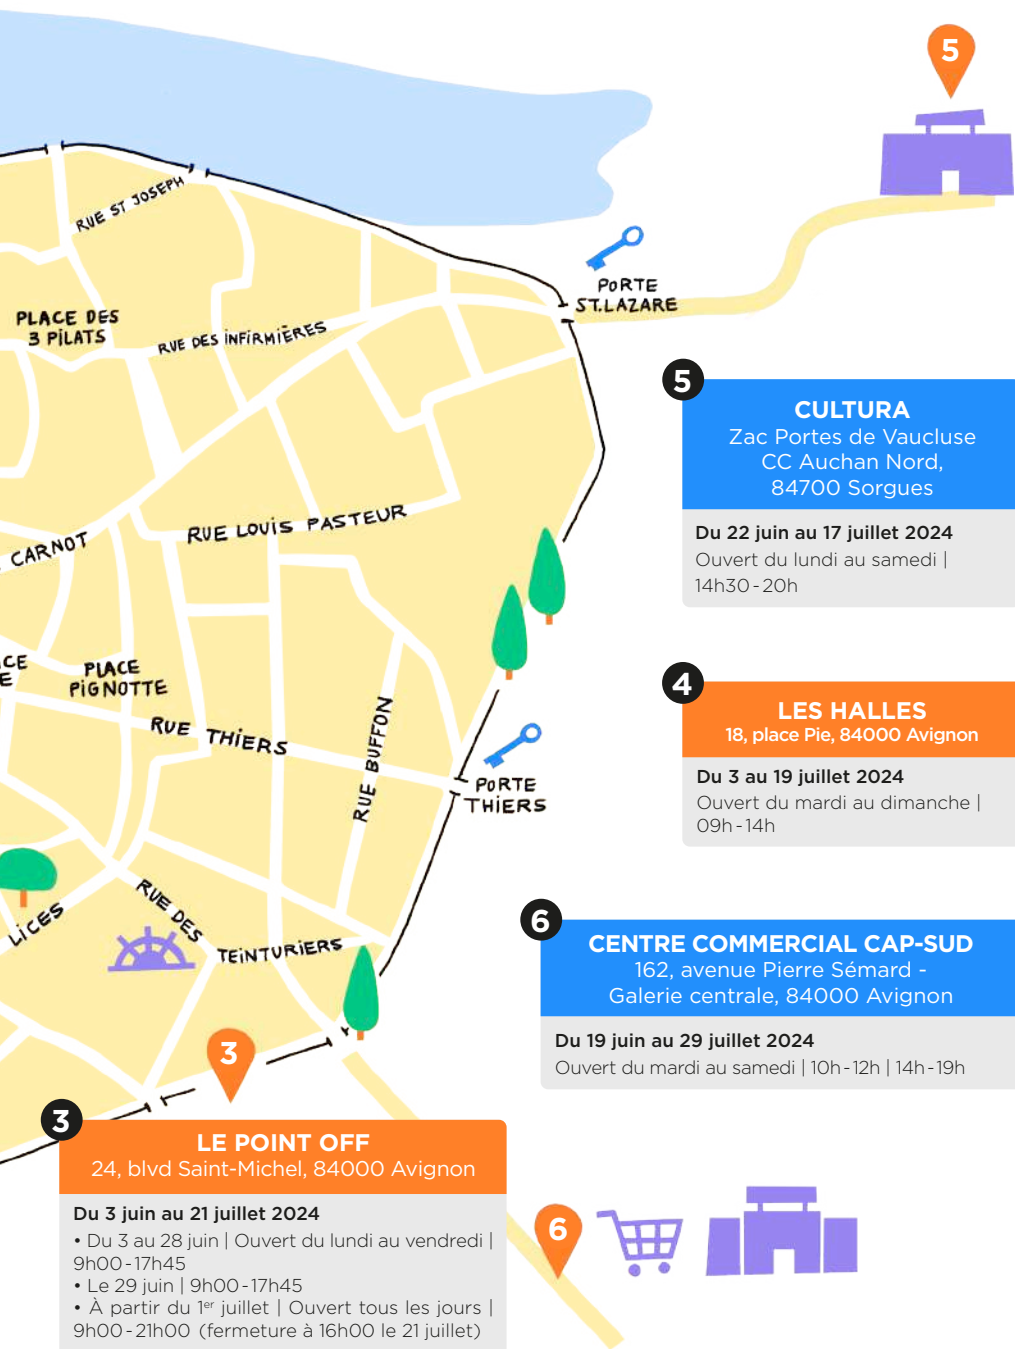 5
RUE ST JOSEPH
PORTE
ST.LAZARE
PLACE DES
3 PiLATS
RUE DES iNFiRMiÈRES
5
CULTURA
Zac Portes de Vaucluse
CC Auchan Nord,
84700 Sorgues
Du 22 juin au 17 juillet 2024
Ouvert du lundi au samedi |
14h30 - 20h
RUE LOUiS PASTEUR
CARNOT
CE
E
PLACE
PiGNOTTE
RUE THiERS
RUE BUFFON
PORTE
THiERS
4
LES HALLES
18, place Pie, 84000 Avignon
Du 3 au 19 juillet 2024
Ouvert du mardi au dimanche |
09h - 14h
LiCES
RUE DES
TEiNTURiERS
6
CENTRE COMMERCIAL CAP-SUD
162, avenue Pierre Sémard -
Galerie centrale, 84000 Avignon
Du 19 juin au 29 juillet 2024
Ouvert du mardi au samedi | 10h - 12h | 14h - 19h
3
3
LE POINT OFF
24, blvd Saint-Michel, 84000 Avignon
Du 3 juin au 21 juillet 2024
• Du 3 au 28 juin | Ouvert du lundi au vendredi |
9h00 - 17h45
• Le 29 juin | 9h00 - 17h45
• À partir du 1er juillet | Ouvert tous les jours |
9h00 - 21h00 (fermeture à 16h00 le 21 juillet)
6